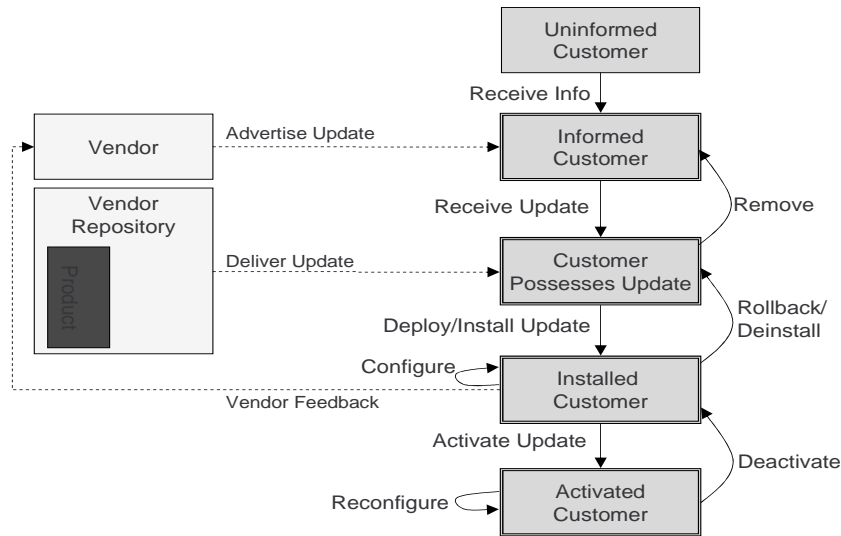 Uninformed
Customer
Receive Info
Vendor
Advertise Update
Informed
Customer
Vendor
Repository
Receive Update
Remove
Product
Deliver Update
Customer
Possesses Update
Deploy/Install Update
Rollback/
Deinstall
Configure
Installed
Customer
Vendor Feedback
Activate Update
Deactivate
Reconfigure
Activated
Customer